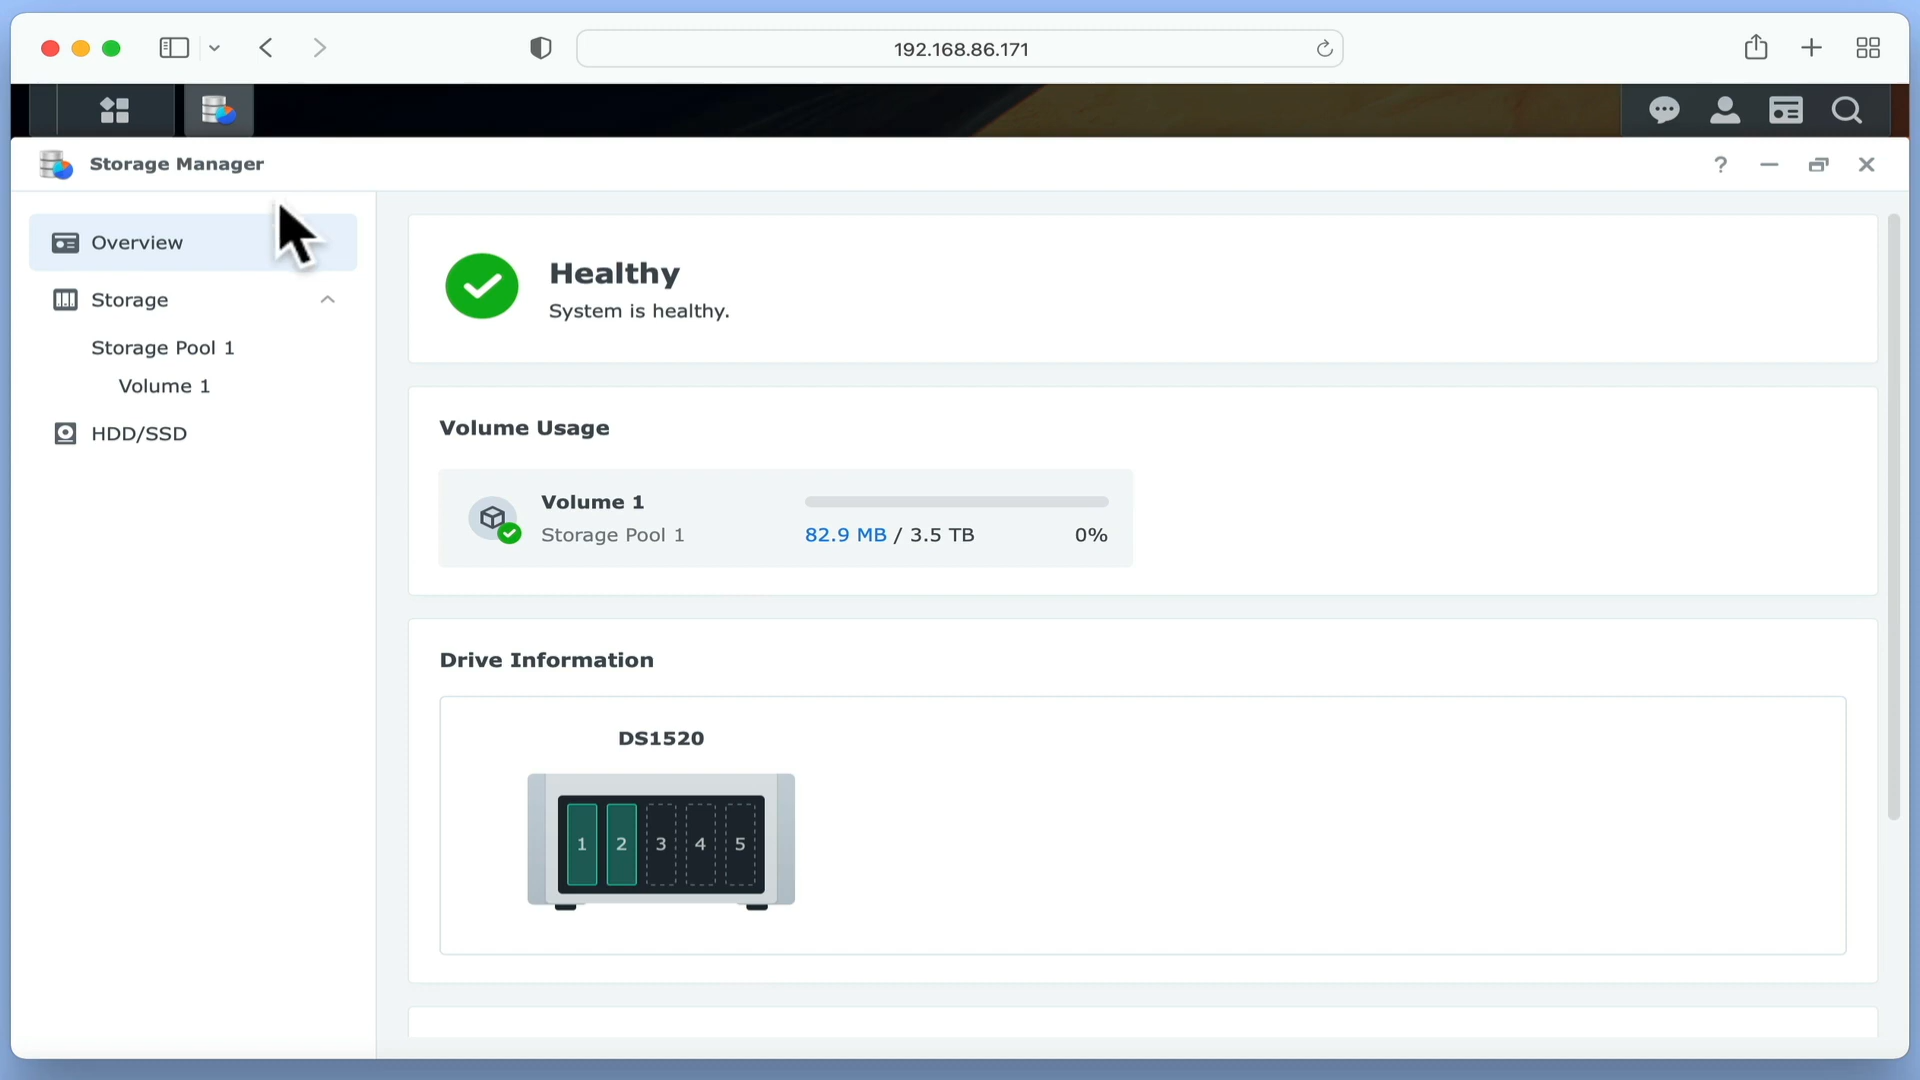 192.168.86.171
Storage Manager
?
Overview
Storage
Storage Pool 1
Volume 1
HDD/SSD
Healthy
System is healthy.
Volume Usage
Volume 1
Storage Pool 1
82.9 MB / 3.5 TB
0%
Drive Information
DS1520
1 2 3 4 5